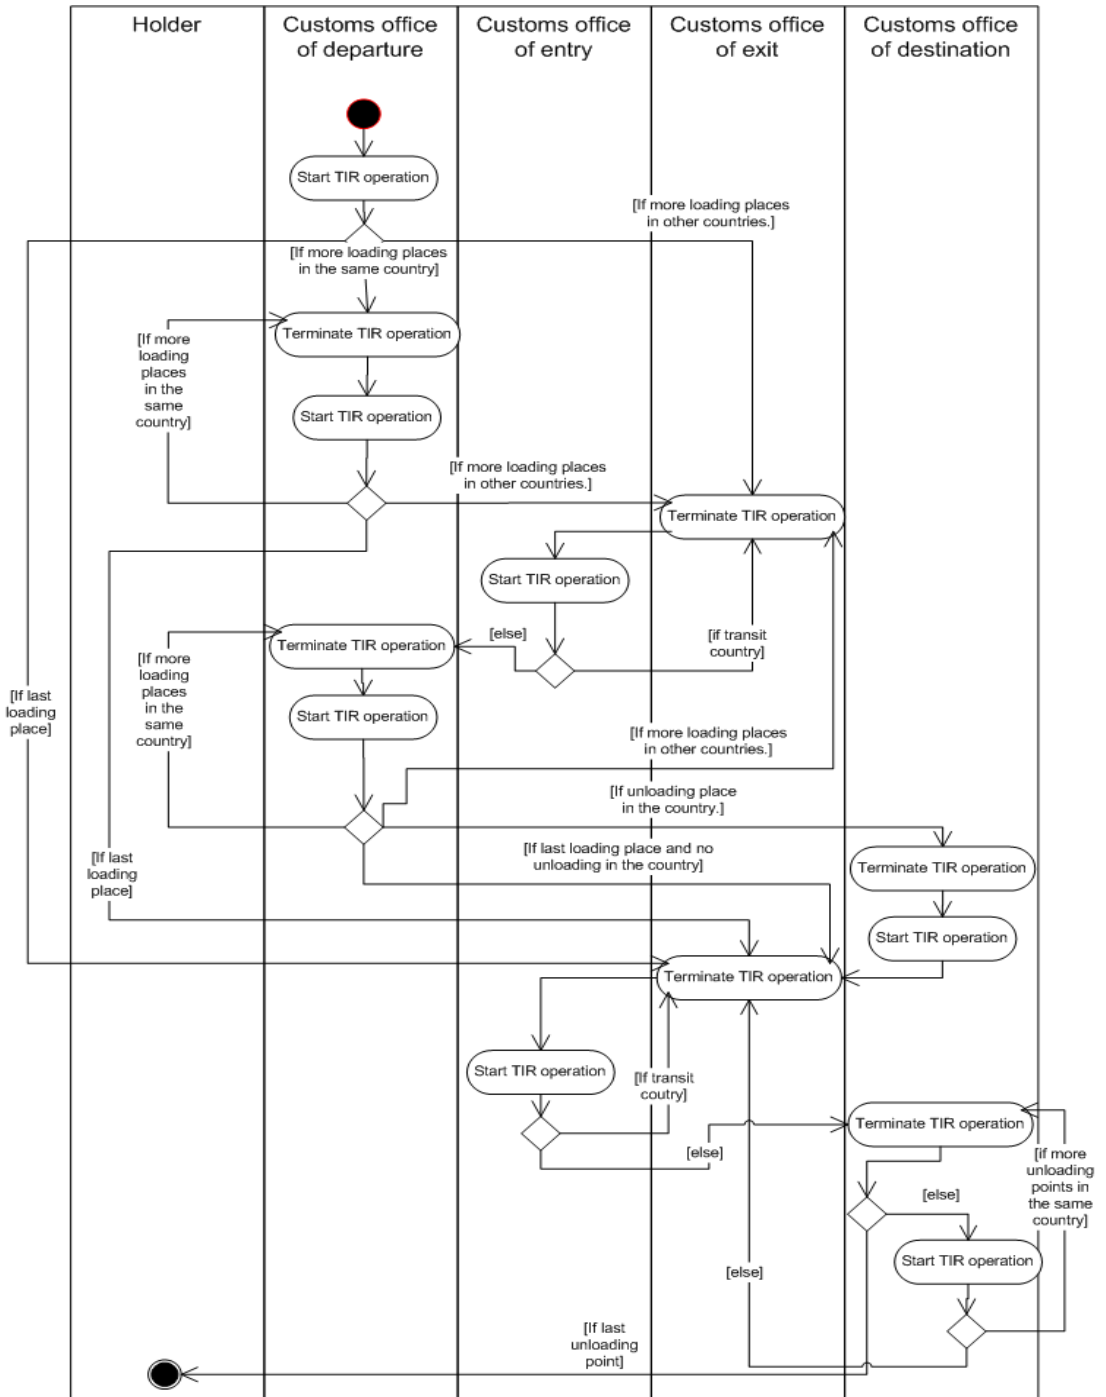 Holder
Customs office
of departure
Customs office
of entry
Customs office
of exit
Customs office
of destination
Start TIR operation
[If more loading places
in other countries.]
[If more loading places
in the same country]
Terminate TIR operation
[If more
loading
places
in the
same
country]
Start TIR operation
[If more loading places
in other countries.]
Terminate TIR operation
Start TIR operation
[else]
[if transit
country]
Terminate TIR operation
[If more
loading
places
in the
same
country]
[If last
loading
place]
Start TIR operation
[If more loading places
in other countries.]
[If unloading place
in the country.]
[If last loading place and no
unloading in the country]
[If last
loading
place]
Terminate TIR operation
Start TIR operation
Terminate TIR operation
Start TIR operation
[If transit
coutry]
Terminate TIR operation
[else]
[if more
unloading
points in
the same
country]
[else]
Start TIR operation
[else]
[If last
unloading
point]